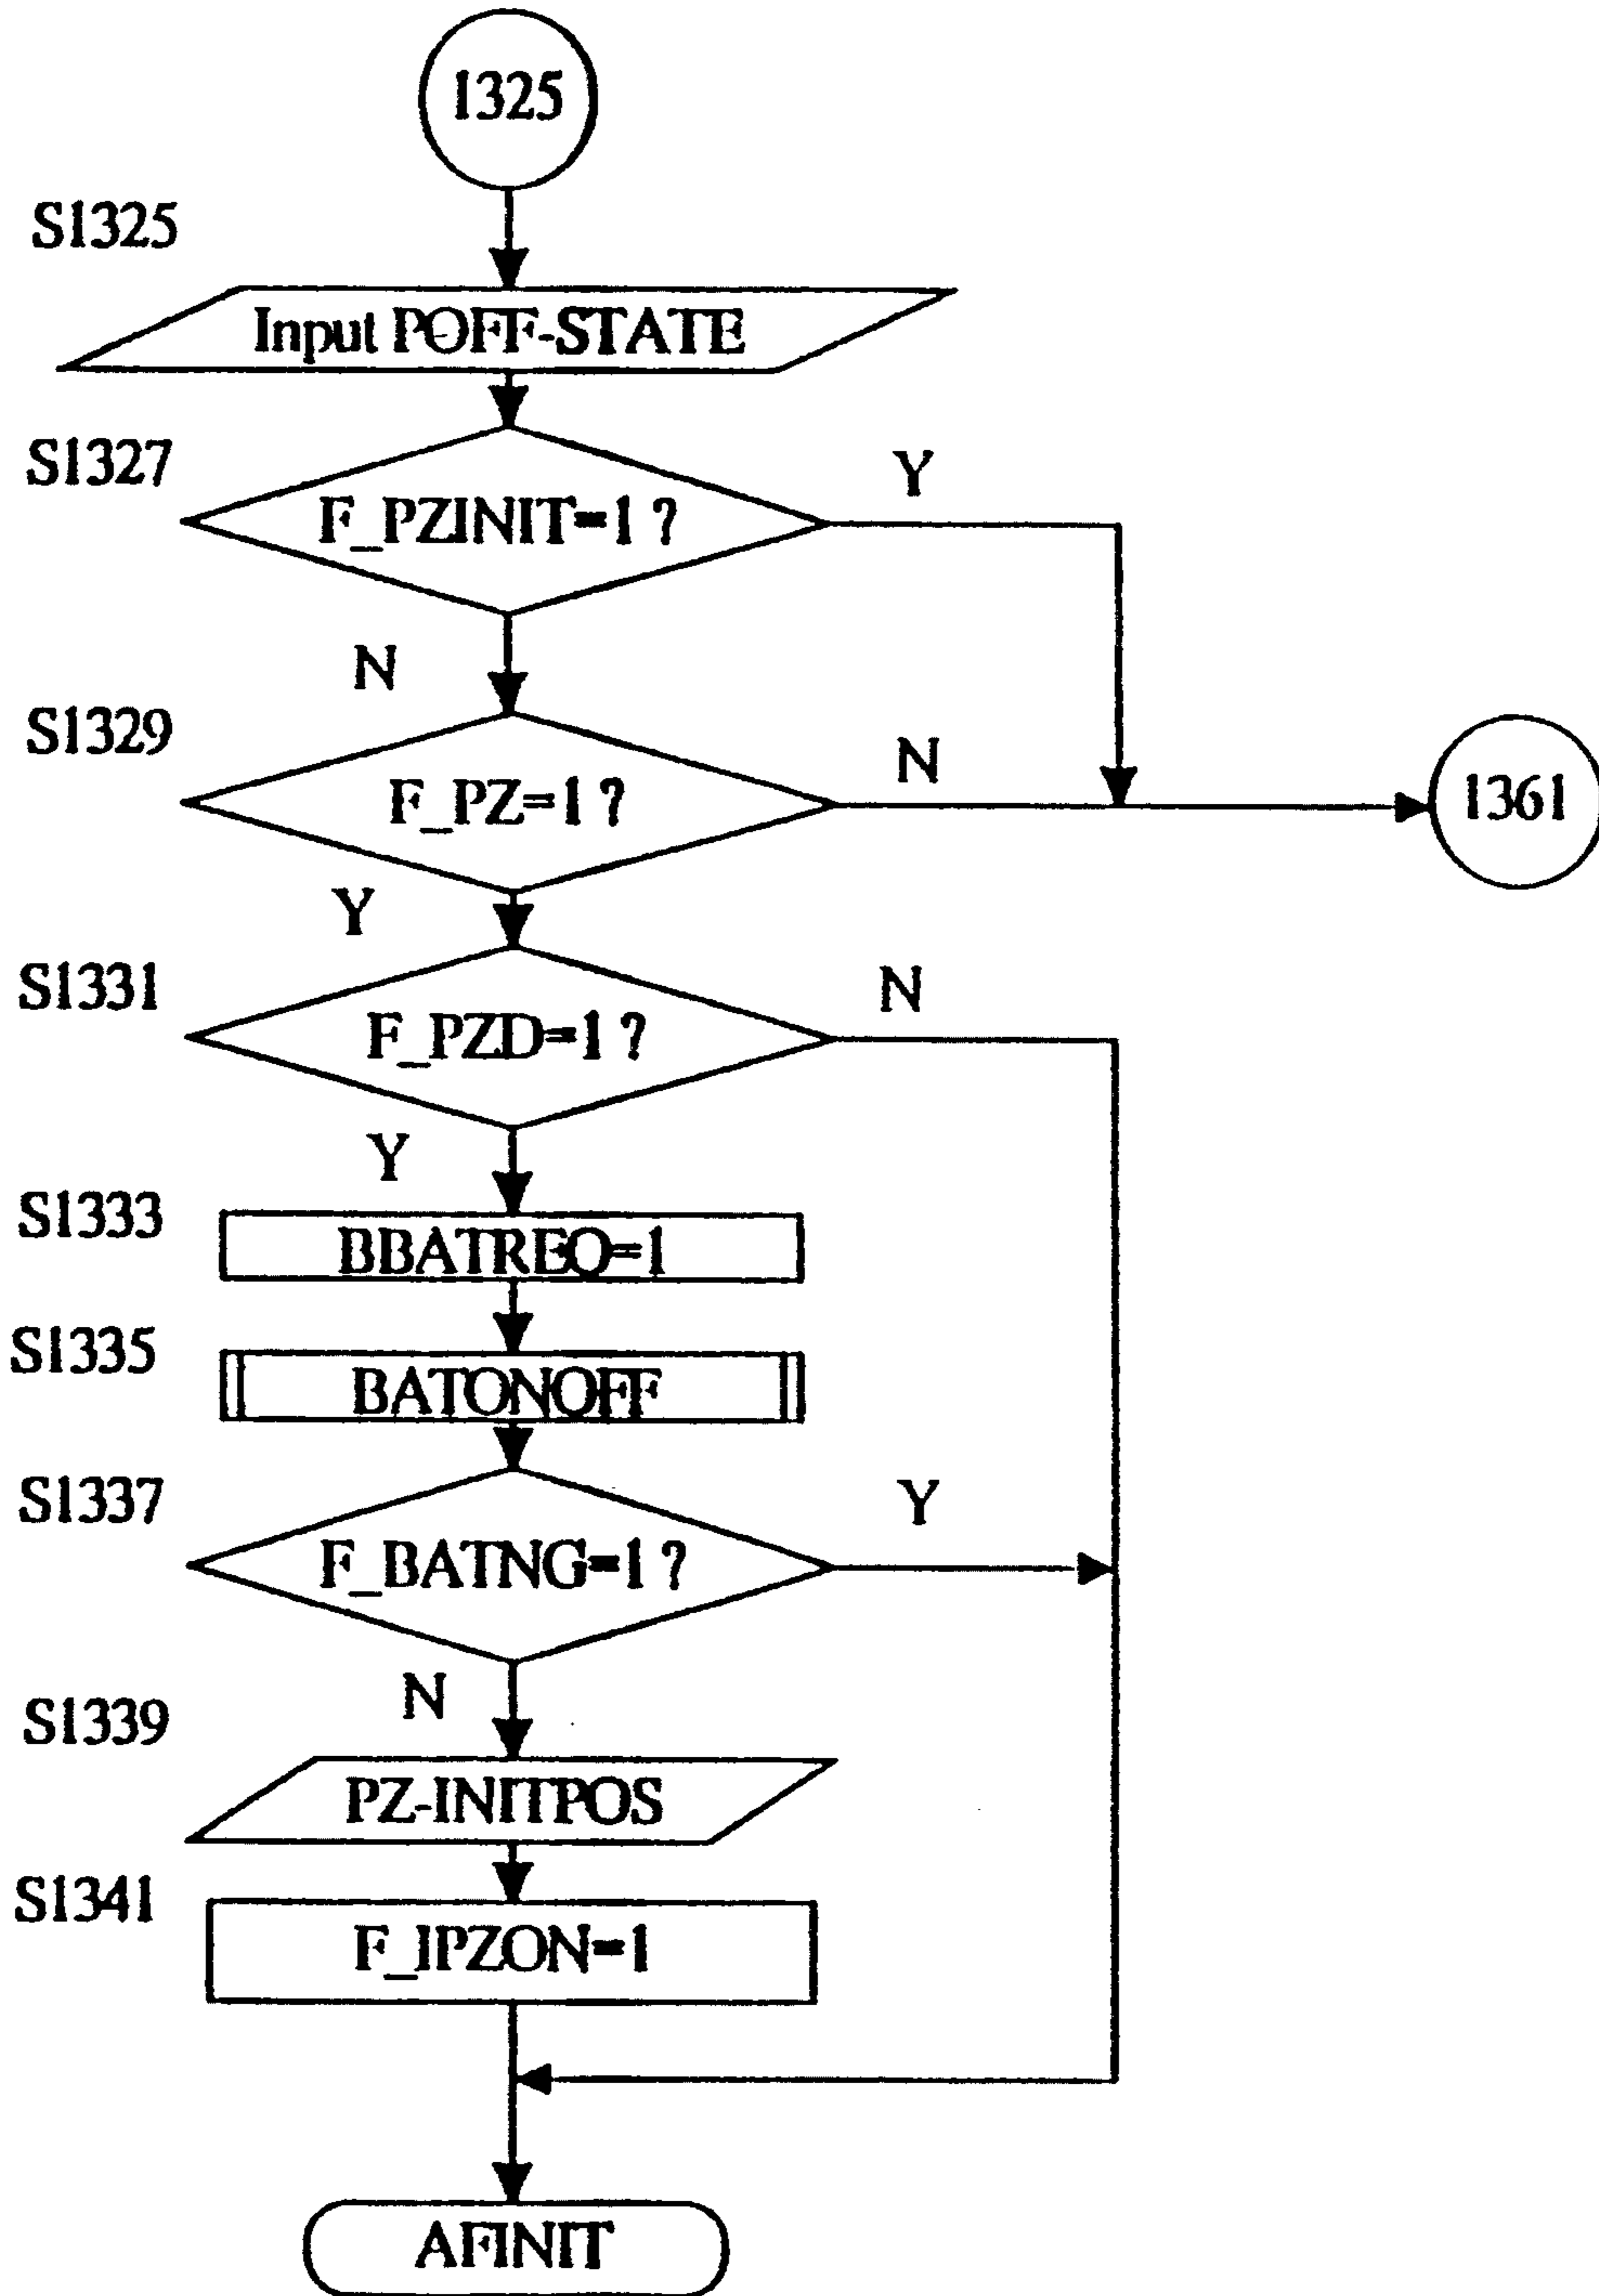 1325
S1325
Input POFF-STATE
S1327
F_PZINIT=1 ?
Y
N
S1329
F_PZ=1 ?
N
1361
Y
S1331
F_PZD=1 ?
N
Y
S1333
BBATREQ=1
S1335
BATONOFF
S1337
F_BATNG=1 ?
Y
N
S1339
PZ-INITPOS
S1341
F_IPZON=1
AFINIT